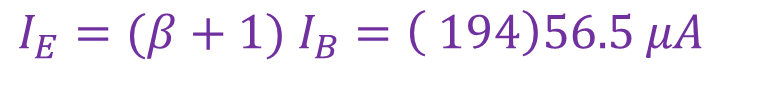 I_E = (β + 1) I_B = ( 194)56.5 μA